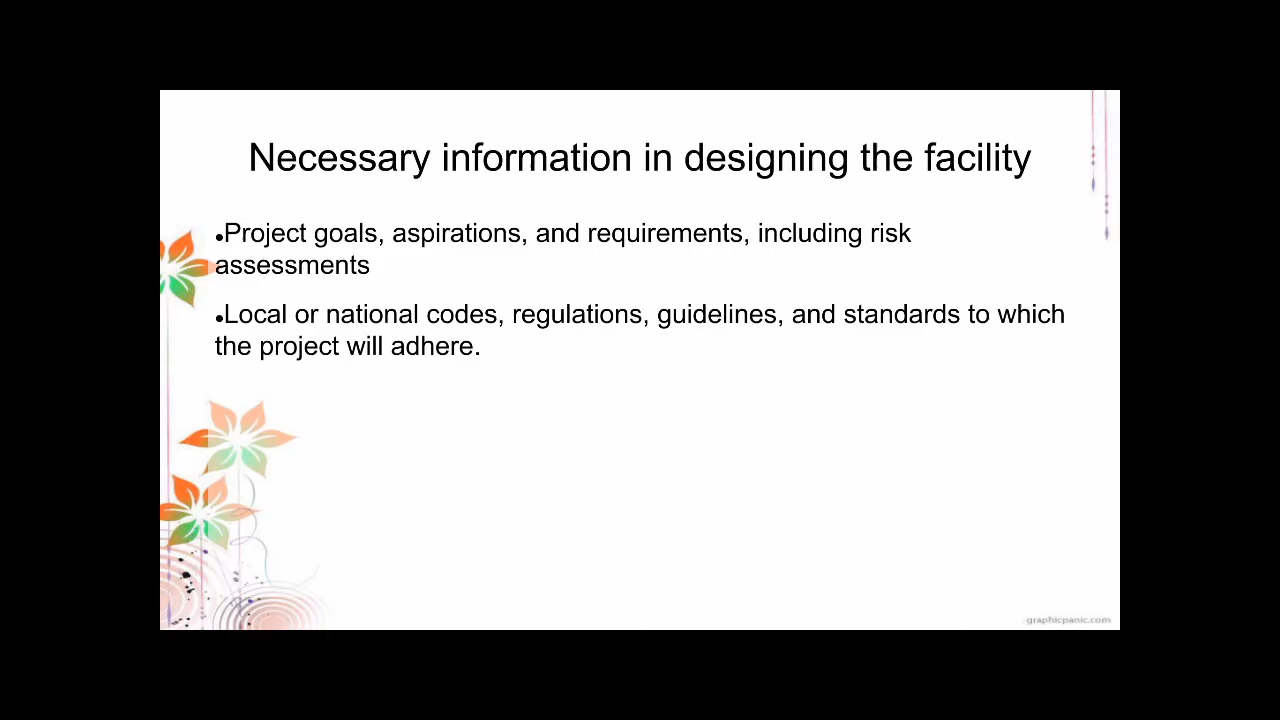 Necessary information in designing the facility
●Project goals, aspirations, and requirements, including risk
assessments
●Local or national codes, regulations, guidelines, and standards to which
the project will adhere.
graphicpanic.com